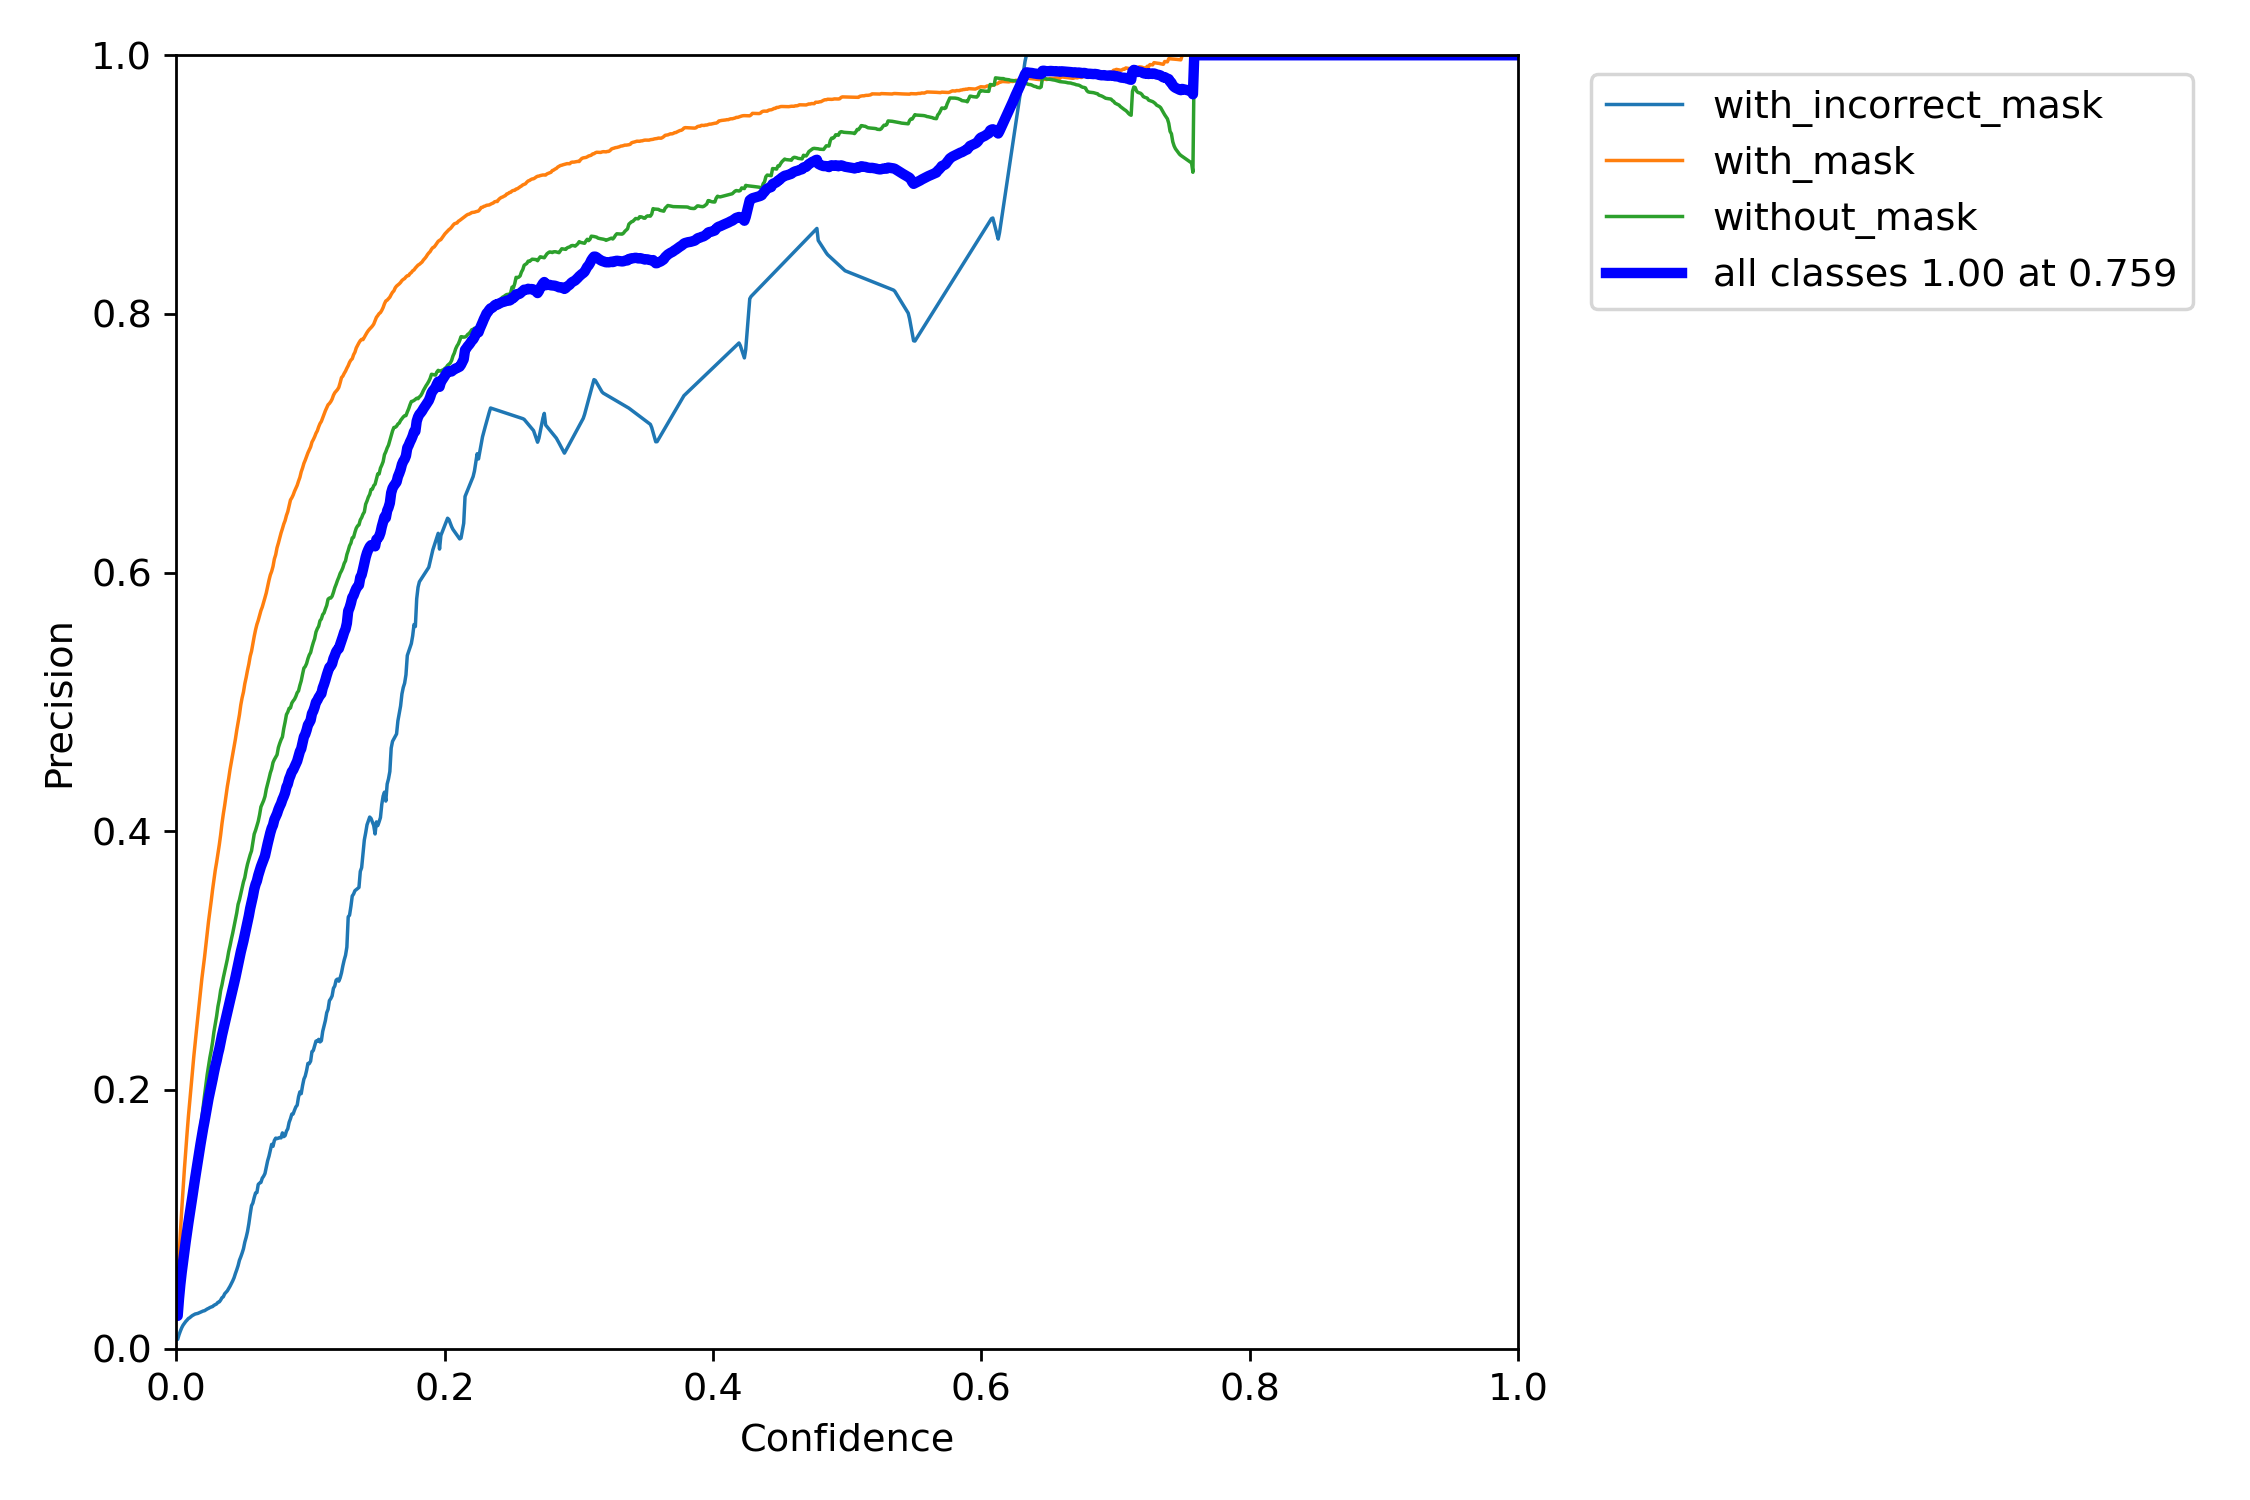 1.0
0.8
0.6
0.4
0.2
0.0
Precision
0.0 0.2 0.4 0.6 0.8 1.0
Confidence
with_incorrect_mask
with_mask
without_mask
all classes 1.00 at 0.759